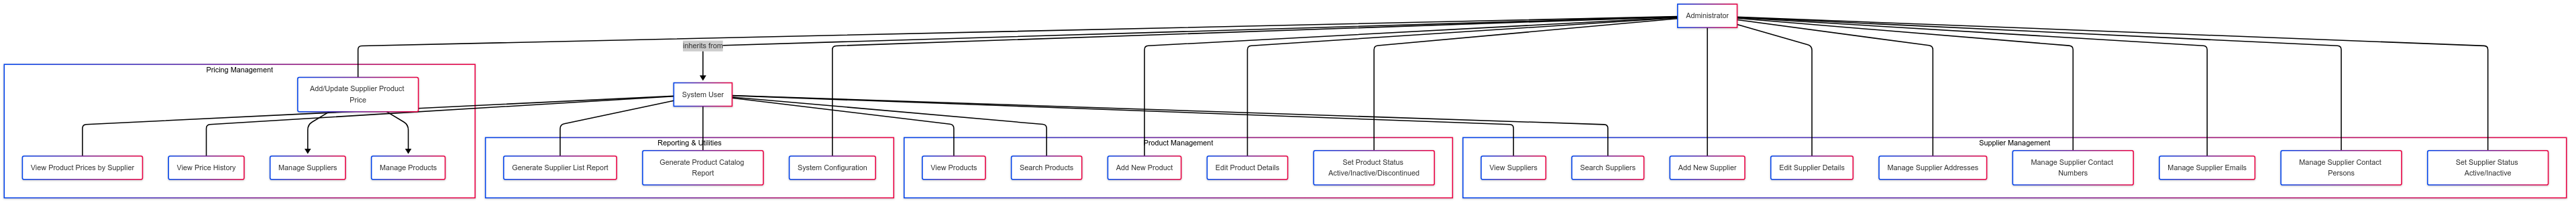 Administrator
inherits from
Pricing Management
Add/Update Supplier Product
Price
System User
Reporting & Utilities
Product Management
Supplier Management
View Product Prices by Supplier
View Price History
Manage Suppliers
Manage Products
Generate Supplier List Report
Generate Product Catalog
Report
System Configuration
View Products
Search Products
Add New Product
Edit Product Details
Set Product Status
Active/Inactive/Discontinued
View Suppliers
Search Suppliers
Add New Supplier
Edit Supplier Details
Manage Supplier Addresses
Manage Supplier Contact
Numbers
Manage Supplier Emails
Manage Supplier Contact
Persons
Set Supplier Status
Active/Inactive